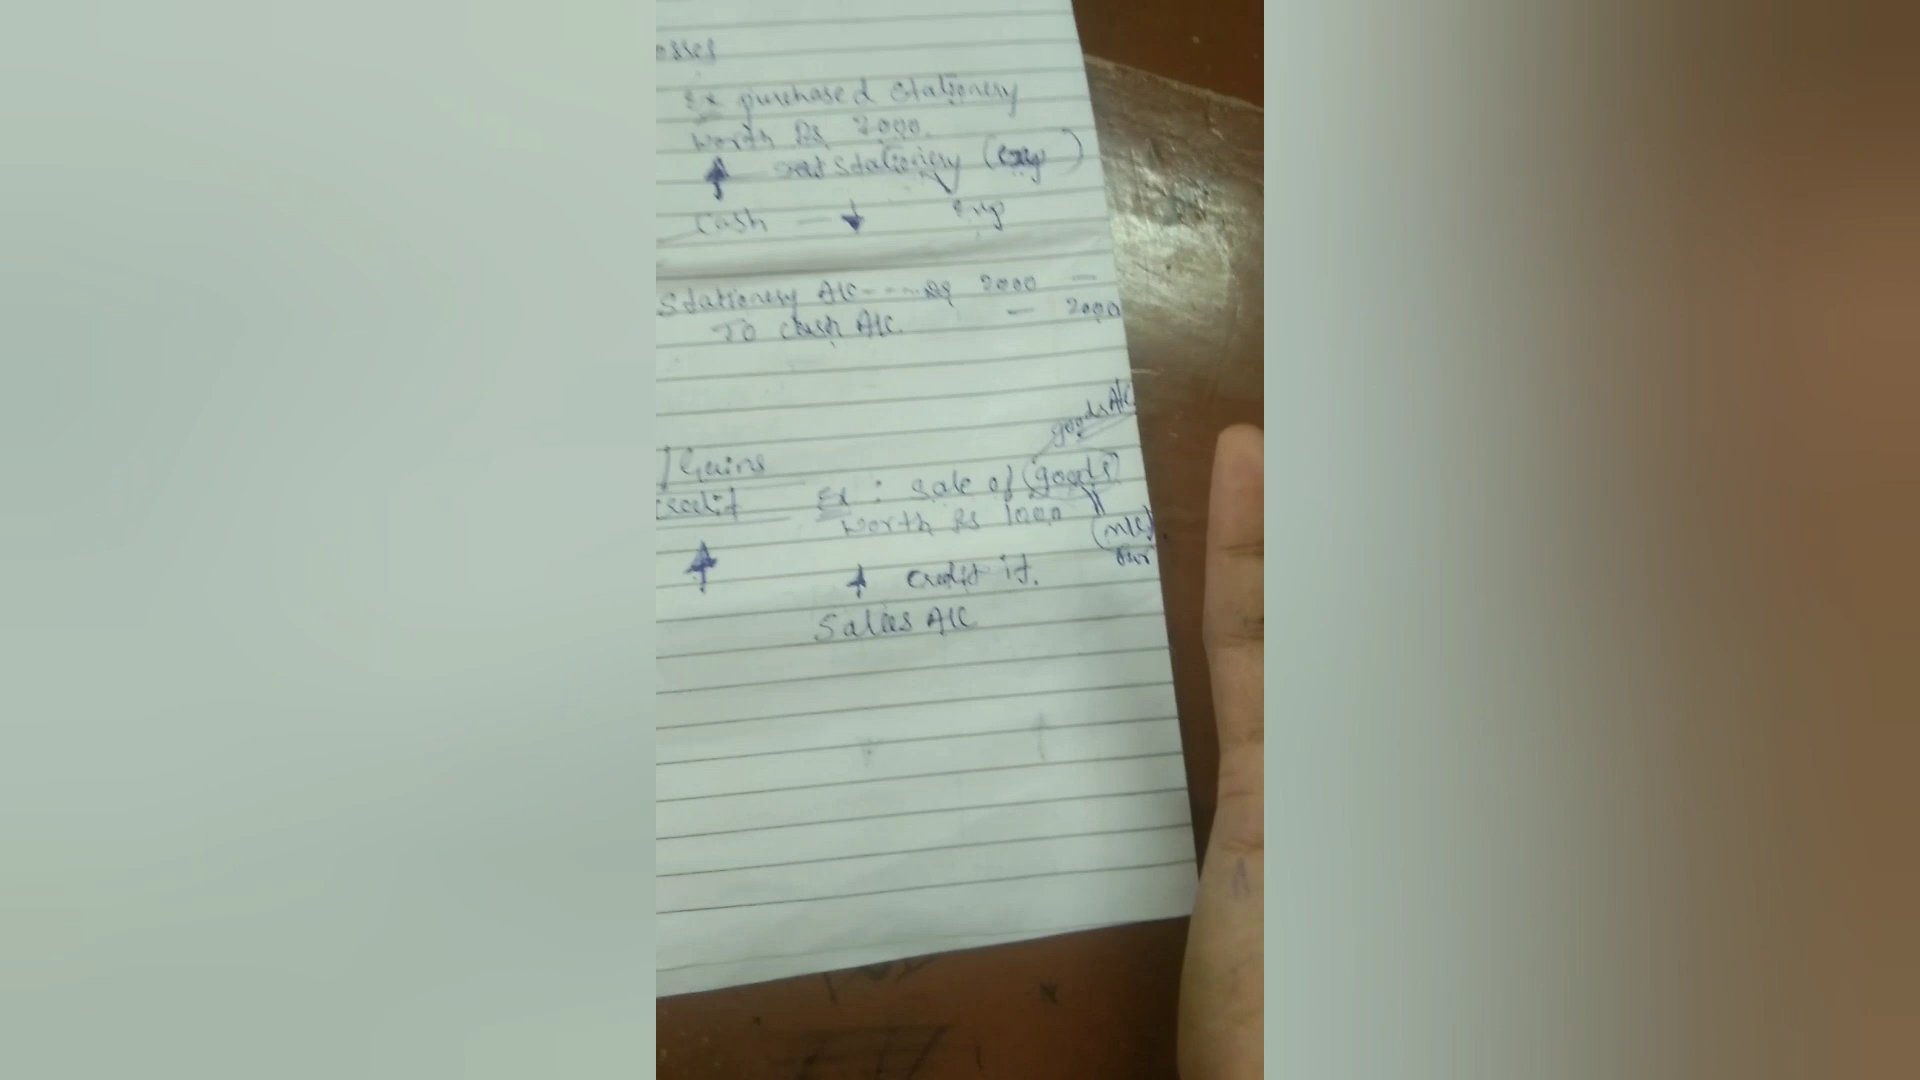 osses
Ex purchased Stationery
worth Rs 2000.
Stationery (exp)
Cash — exp
Stationery A/c ---- 2000 —
To Cash A/c. — 2000
goods A/c
] Gains
credit Ex : Sale of (goods)
worth Rs 1000
credit it.
Sales A/c